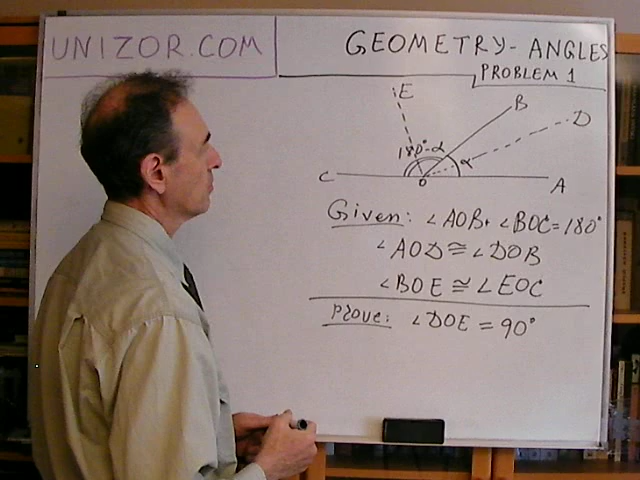 UNIZOR.COM
GEOMETRY - ANGLES
PROBLEM 1
E
B
D
180°-α
α
C
O
A
Given: ∠AOB + ∠BOC = 180°
∠AOD ≅ ∠DOB
∠BOE ≅ ∠EOC
Prove: ∠DOE = 90°